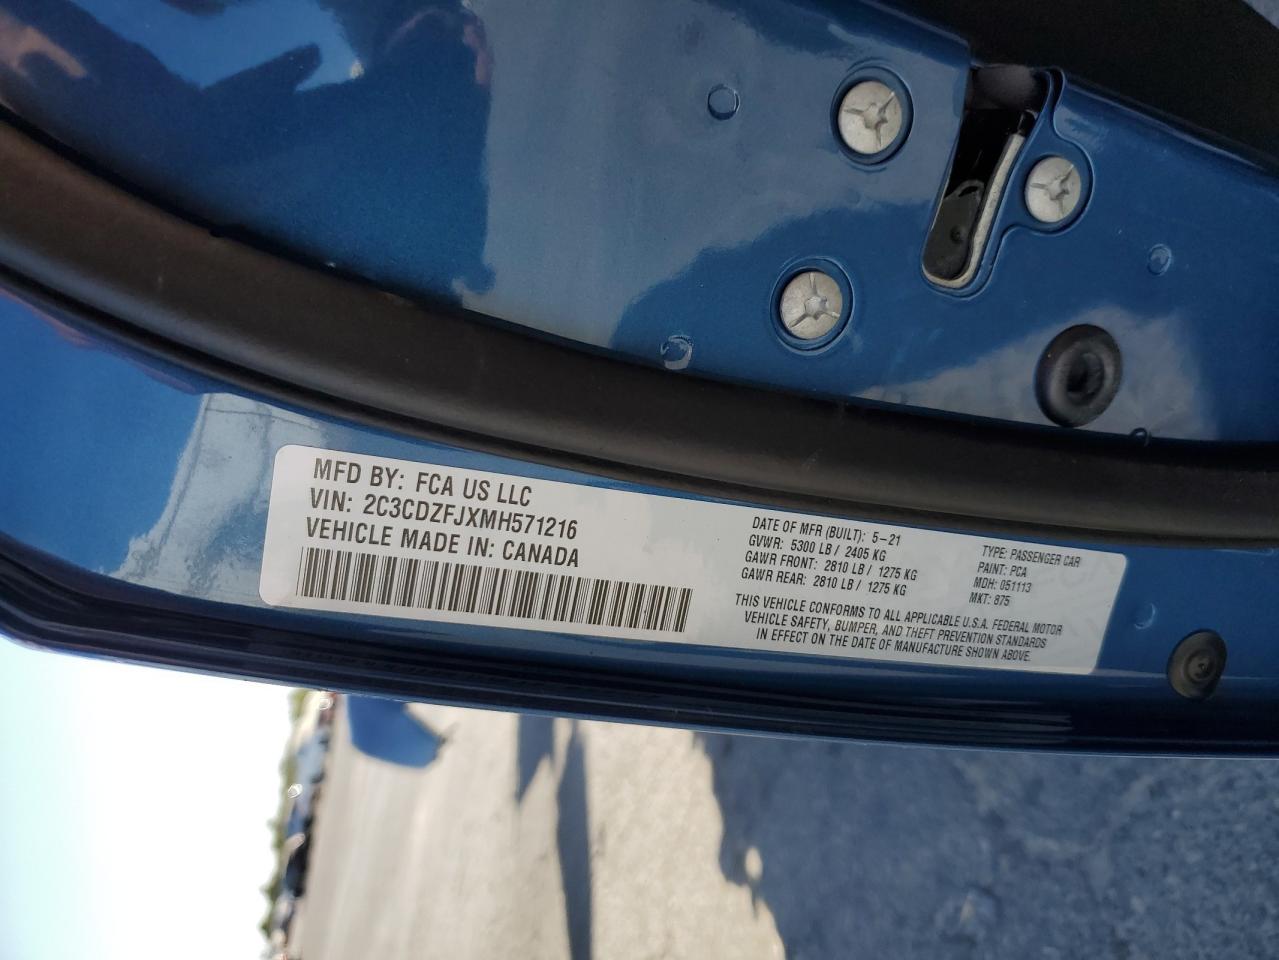 MFD BY: FCA US LLC
VIN: 2C3CDZFJXMH571216
VEHICLE MADE IN: CANADA
DATE OF MFR (BUILT): 5-21
GVWR: 5300 LB / 2405 KG
GAWR FRONT: 2810 LB / 1275 KG
GAWR REAR: 2810 LB / 1275 KG
TYPE: PASSENGER CAR
PAINT: PCA
MDH: 051113
MKT: 875
THIS VEHICLE CONFORMS TO ALL APPLICABLE U.S.A. FEDERAL MOTOR
VEHICLE SAFETY, BUMPER, AND THEFT PREVENTION STANDARDS
IN EFFECT ON THE DATE OF MANUFACTURE SHOWN ABOVE.